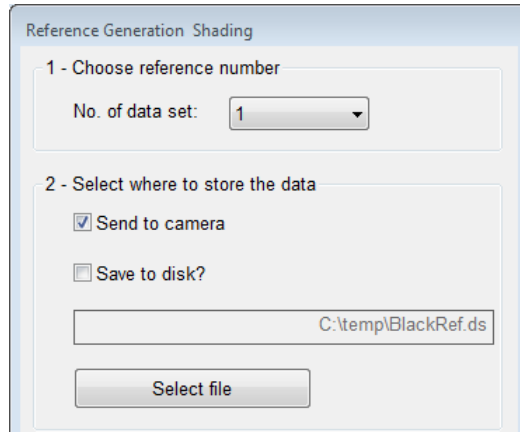 Reference Generation Shading
1 - Choose reference number
No. of data set: 1
2 - Select where to store the data
Send to camera
Save to disk?
C:\temp\BlackRef.ds
Select file